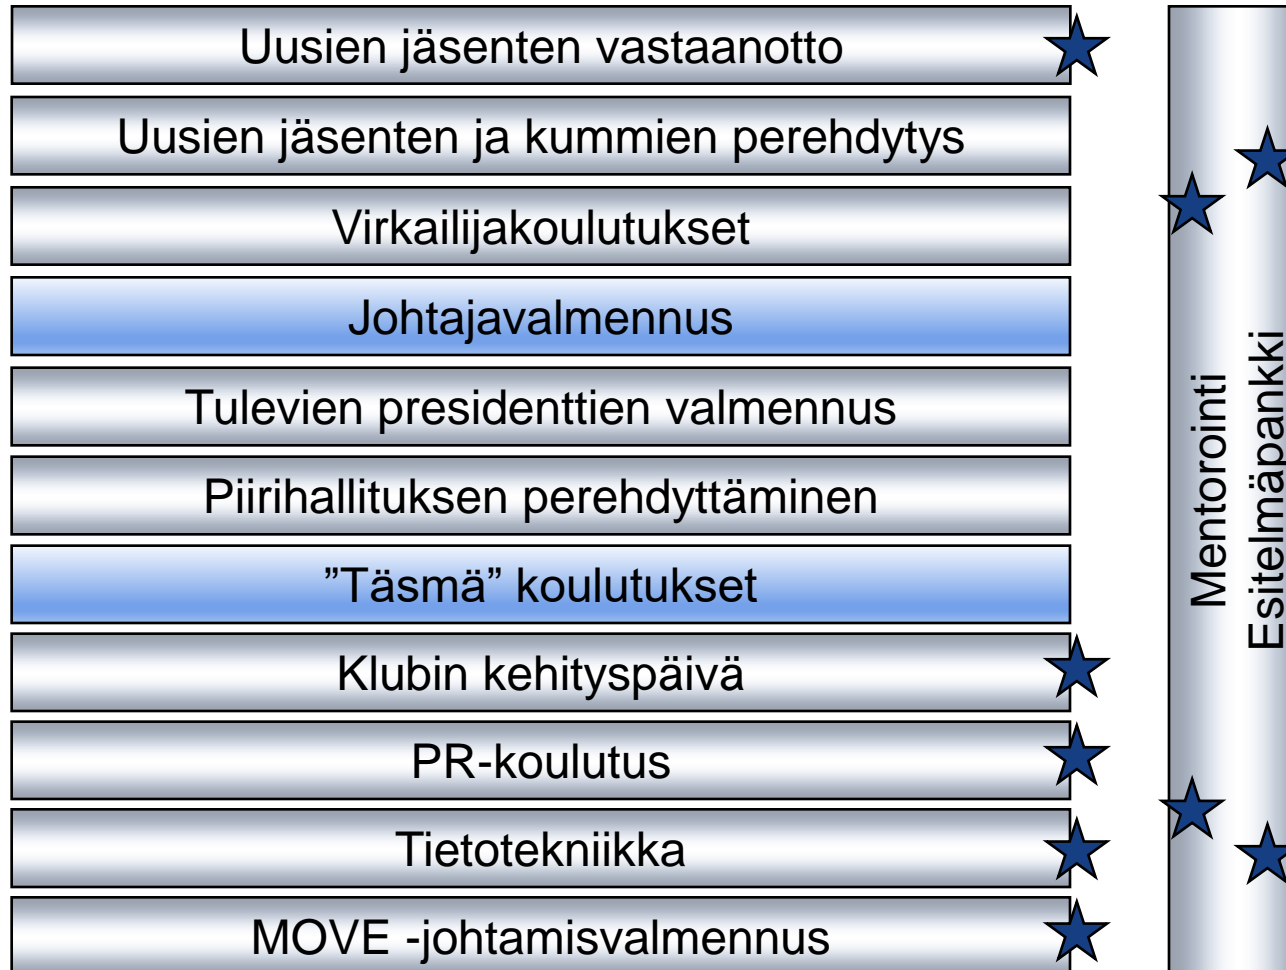 Uusien jäsenten vastaanotto
Uusien jäsenten ja kummien perehdytys
Virkailijakoulutukset
Johtajavalmennus
Tulevien presidenttien valmennus
Piirihallituksen perehdyttäminen
”Täsmä” koulutukset
Klubin kehityspäivä
PR-koulutus
Tietotekniikka
MOVE -johtamisvalmennus
Mentorointi
Esitelmäpankki